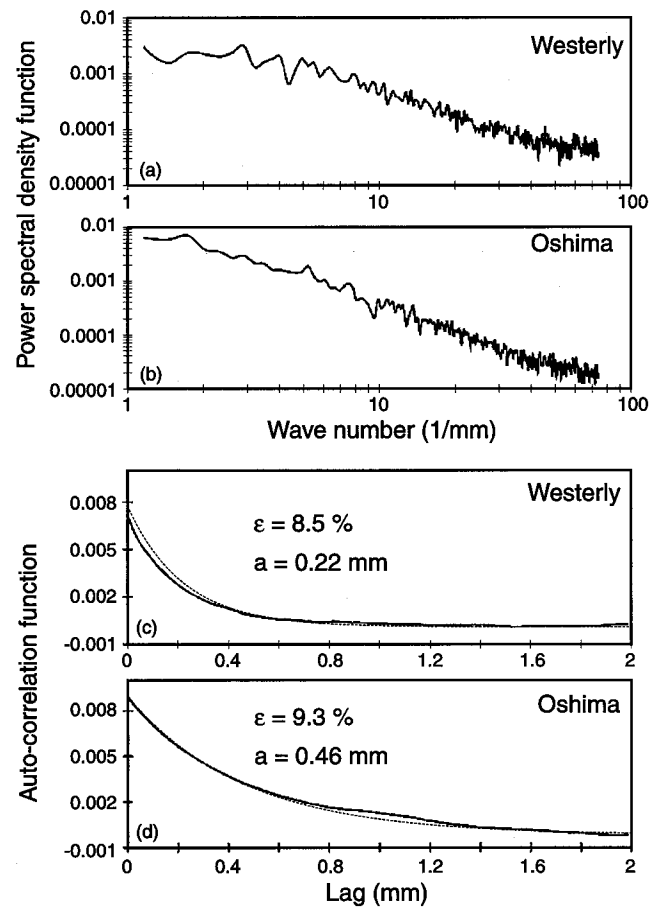 Power spectral density function
0.01
0.001
0.0001
0.00001
Westerly
(a)
1
10
100
0.01
0.001
0.0001
0.00001
Oshima
(b)
1
10
100
Wave number (1/mm)
Auto-correlation function
0.008
0.005
0.002
-0.001
Westerly
ε = 8.5 %
a = 0.22 mm
(c)
0
0.4
0.8
1.2
1.6
2
0.008
0.005
0.002
-0.001
Oshima
ε = 9.3 %
a = 0.46 mm
(d)
0
0.4
0.8
1.2
1.6
2
Lag (mm)